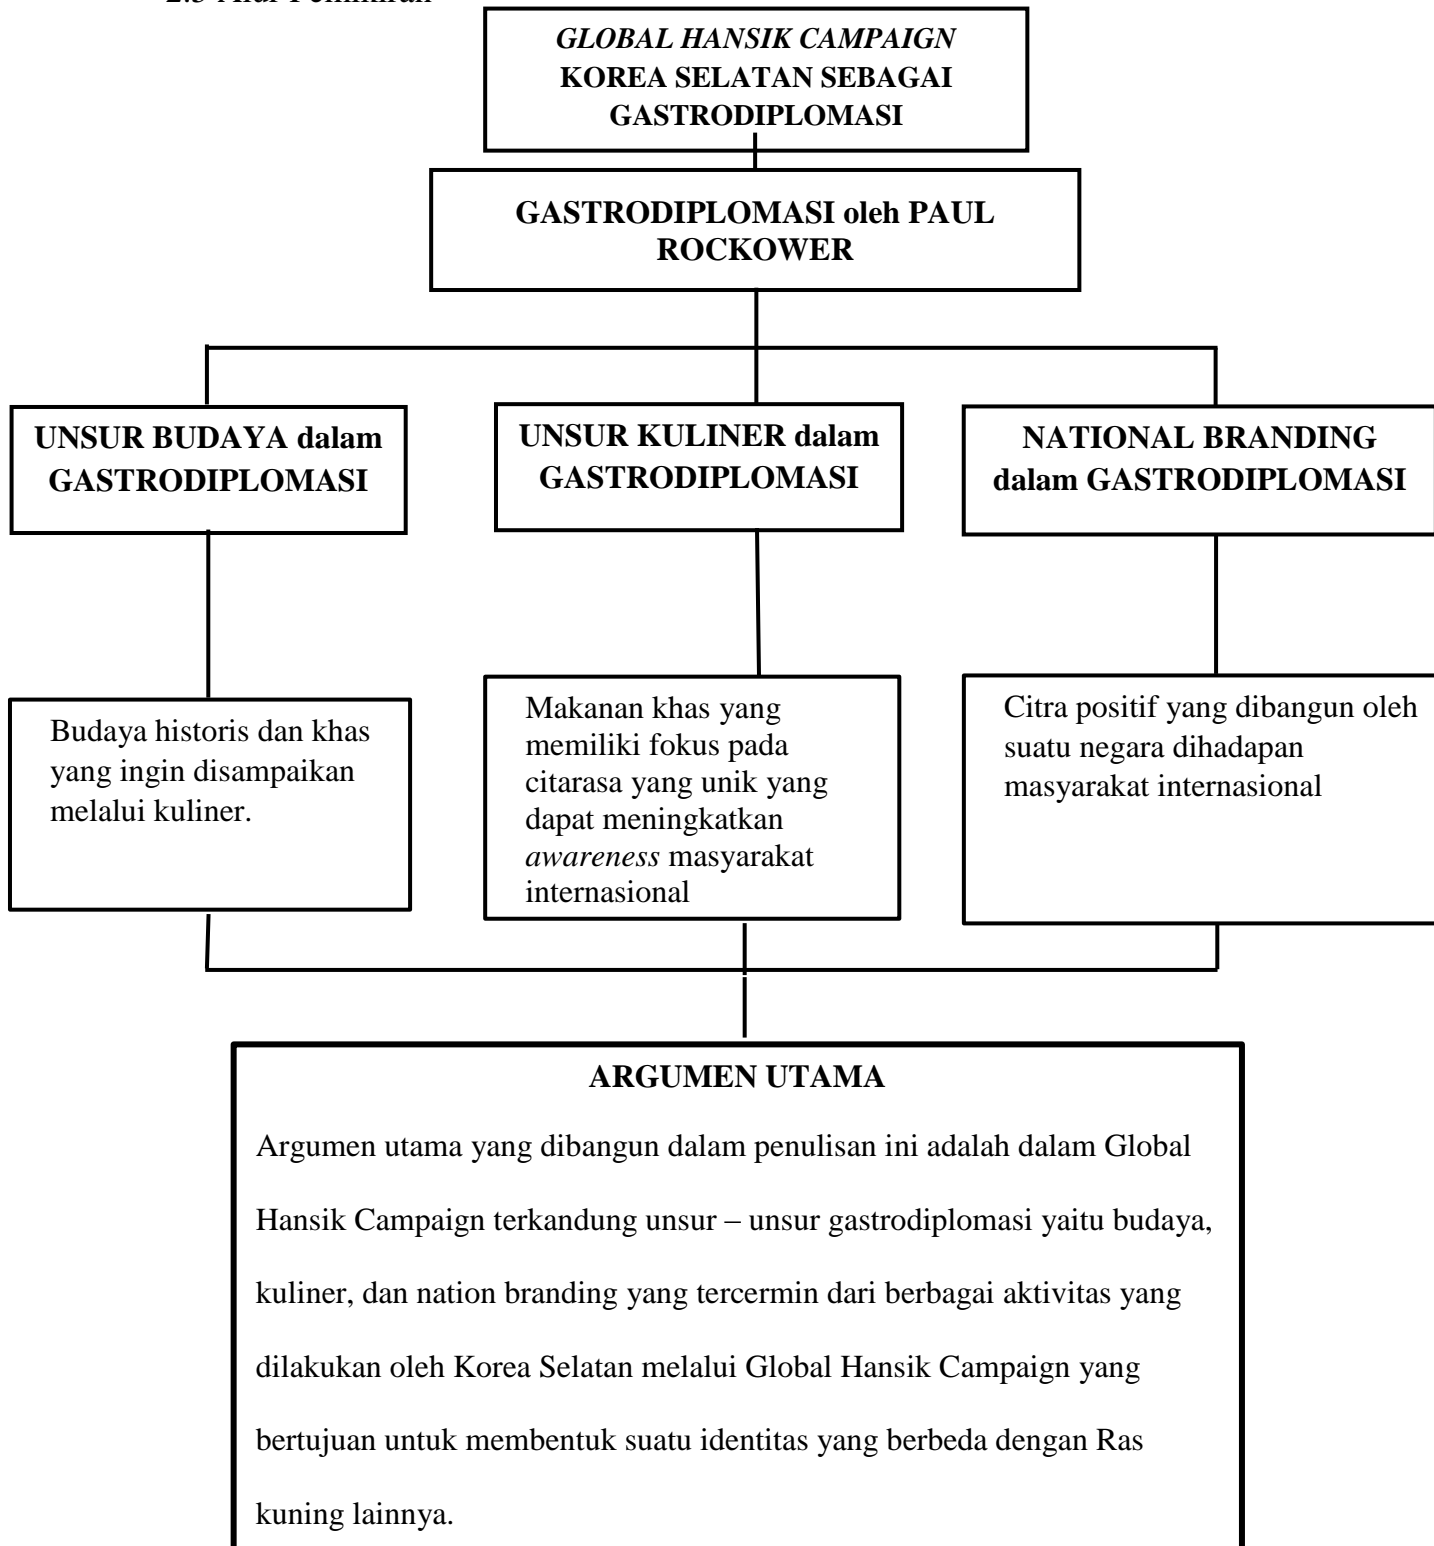 GLOBAL HANSIK CAMPAIGN
KOREA SELATAN SEBAGAI
GASTRODIPLOMASI
GASTRODIPLOMASI oleh PAUL
ROCKOWER
UNSUR BUDAYA dalam
GASTRODIPLOMASI
UNSUR KULINER dalam
GASTRODIPLOMASI
NATIONAL BRANDING
dalam GASTRODIPLOMASI
Budaya historis dan khas
yang ingin disampaikan
melalui kuliner.
Makanan khas yang
memiliki fokus pada
citarasa yang unik yang
dapat meningkatkan
awareness masyarakat
internasional
Citra positif yang dibangun oleh
suatu negara dihadapan
masyarakat internasional
ARGUMEN UTAMA
Argumen utama yang dibangun dalam penulisan ini adalah dalam Global
Hansik Campaign terkandung unsur – unsur gastrodiplomasi yaitu budaya,
kuliner, dan nation branding yang tercermin dari berbagai aktivitas yang
dilakukan oleh Korea Selatan melalui Global Hansik Campaign yang
bertujuan untuk membentuk suatu identitas yang berbeda dengan Ras
kuning lainnya.